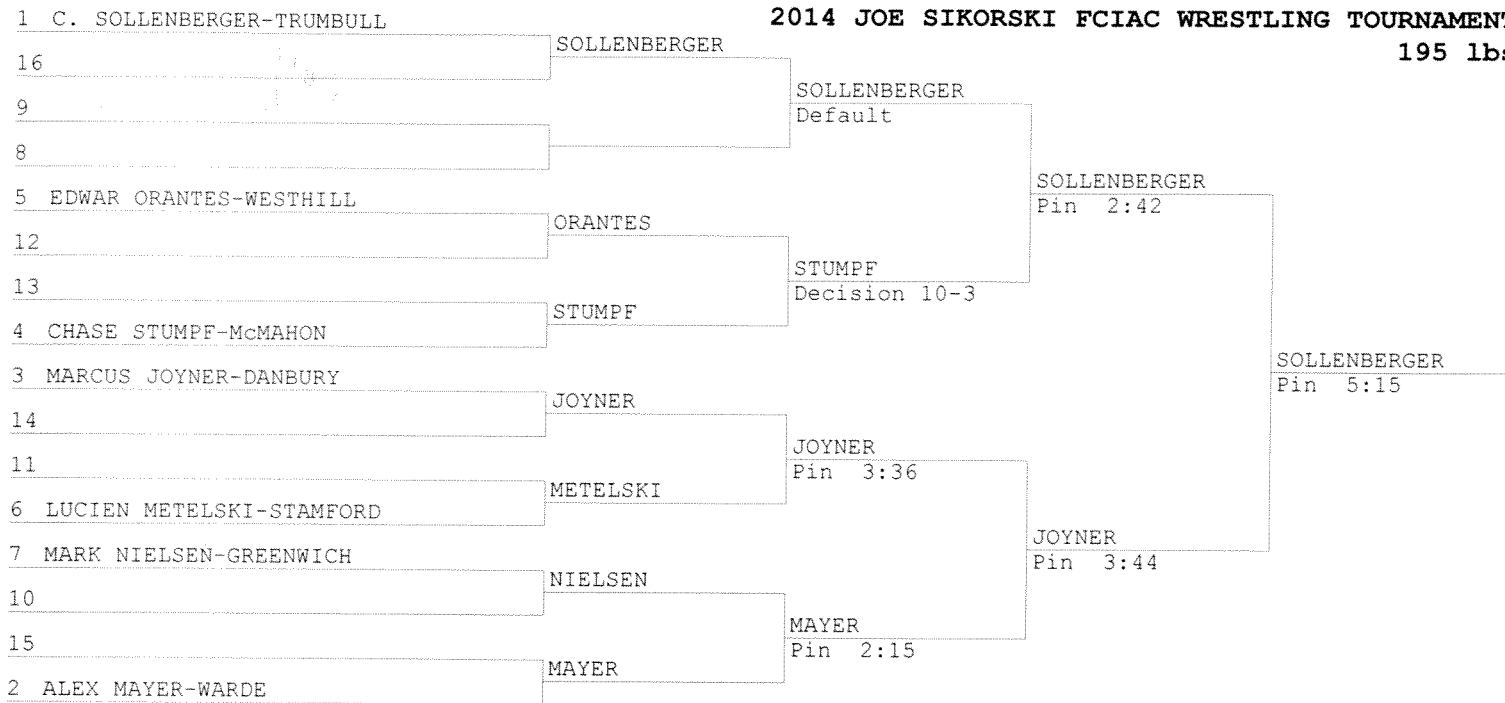 2014 JOE SIKORSKI FCIAC WRESTLING TOURNAMENT
195 lbs
1 C. SOLLENBERGER-TRUMBULL
16
9
8
5 EDWAR ORANTES-WESTHILL
12
13
4 CHASE STUMPF-McMAHON
3 MARCUS JOYNER-DANBURY
14
11
6 LUCIEN METELSKI-STAMFORD
7 MARK NIELSEN-GREENWICH
10
15
2 ALEX MAYER-WARDE
SOLLENBERGER
ORANTES
STUMPF
JOYNER
METELSKI
NIELSEN
MAYER
SOLLENBERGER
Default
STUMPF
Decision 10-3
JOYNER
Pin 3:36
MAYER
Pin 2:15
SOLLENBERGER
Pin 2:42
JOYNER
Pin 3:44
SOLLENBERGER
Pin 5:15